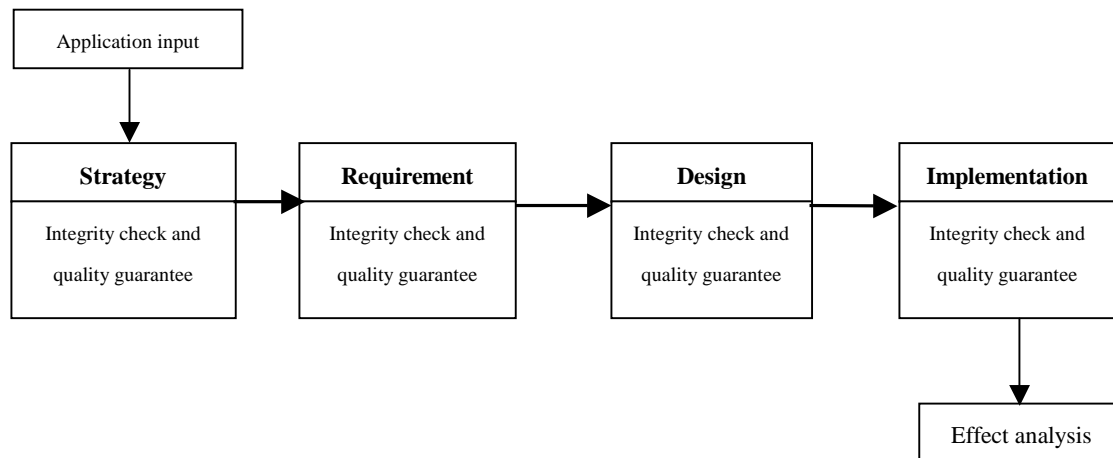 Application input
Strategy
Integrity check and
quality guarantee
Requirement
Integrity check and
quality guarantee
Design
Integrity check and
quality guarantee
Implementation
Integrity check and
quality guarantee
Effect analysis